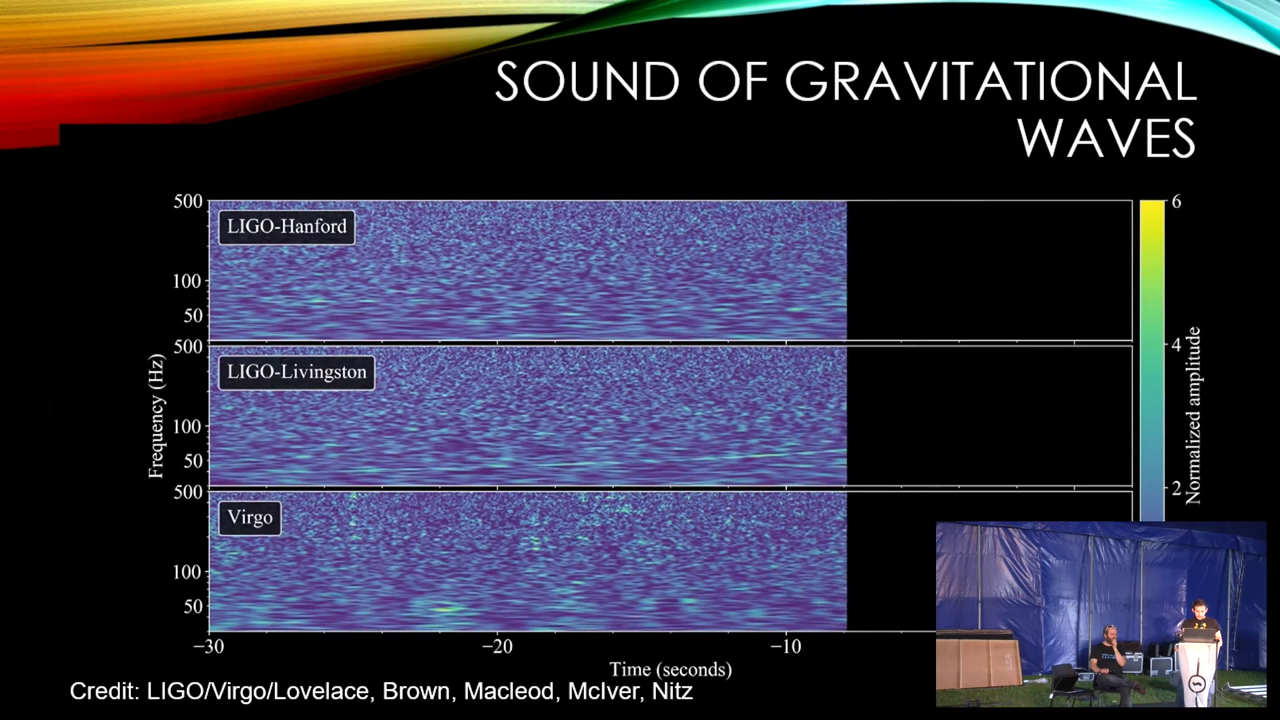 SOUND OF GRAVITATIONAL
WAVES
500
LIGO-Hanford
100
50
500
LIGO-Livingston
100
50
500
Virgo
100
50
Frequency (Hz)
−30
−20
−10
Time (seconds)
6
4
2
Normalized amplitude
Credit: LIGO/Virgo/Lovelace, Brown, Macleod, McIver, Nitz